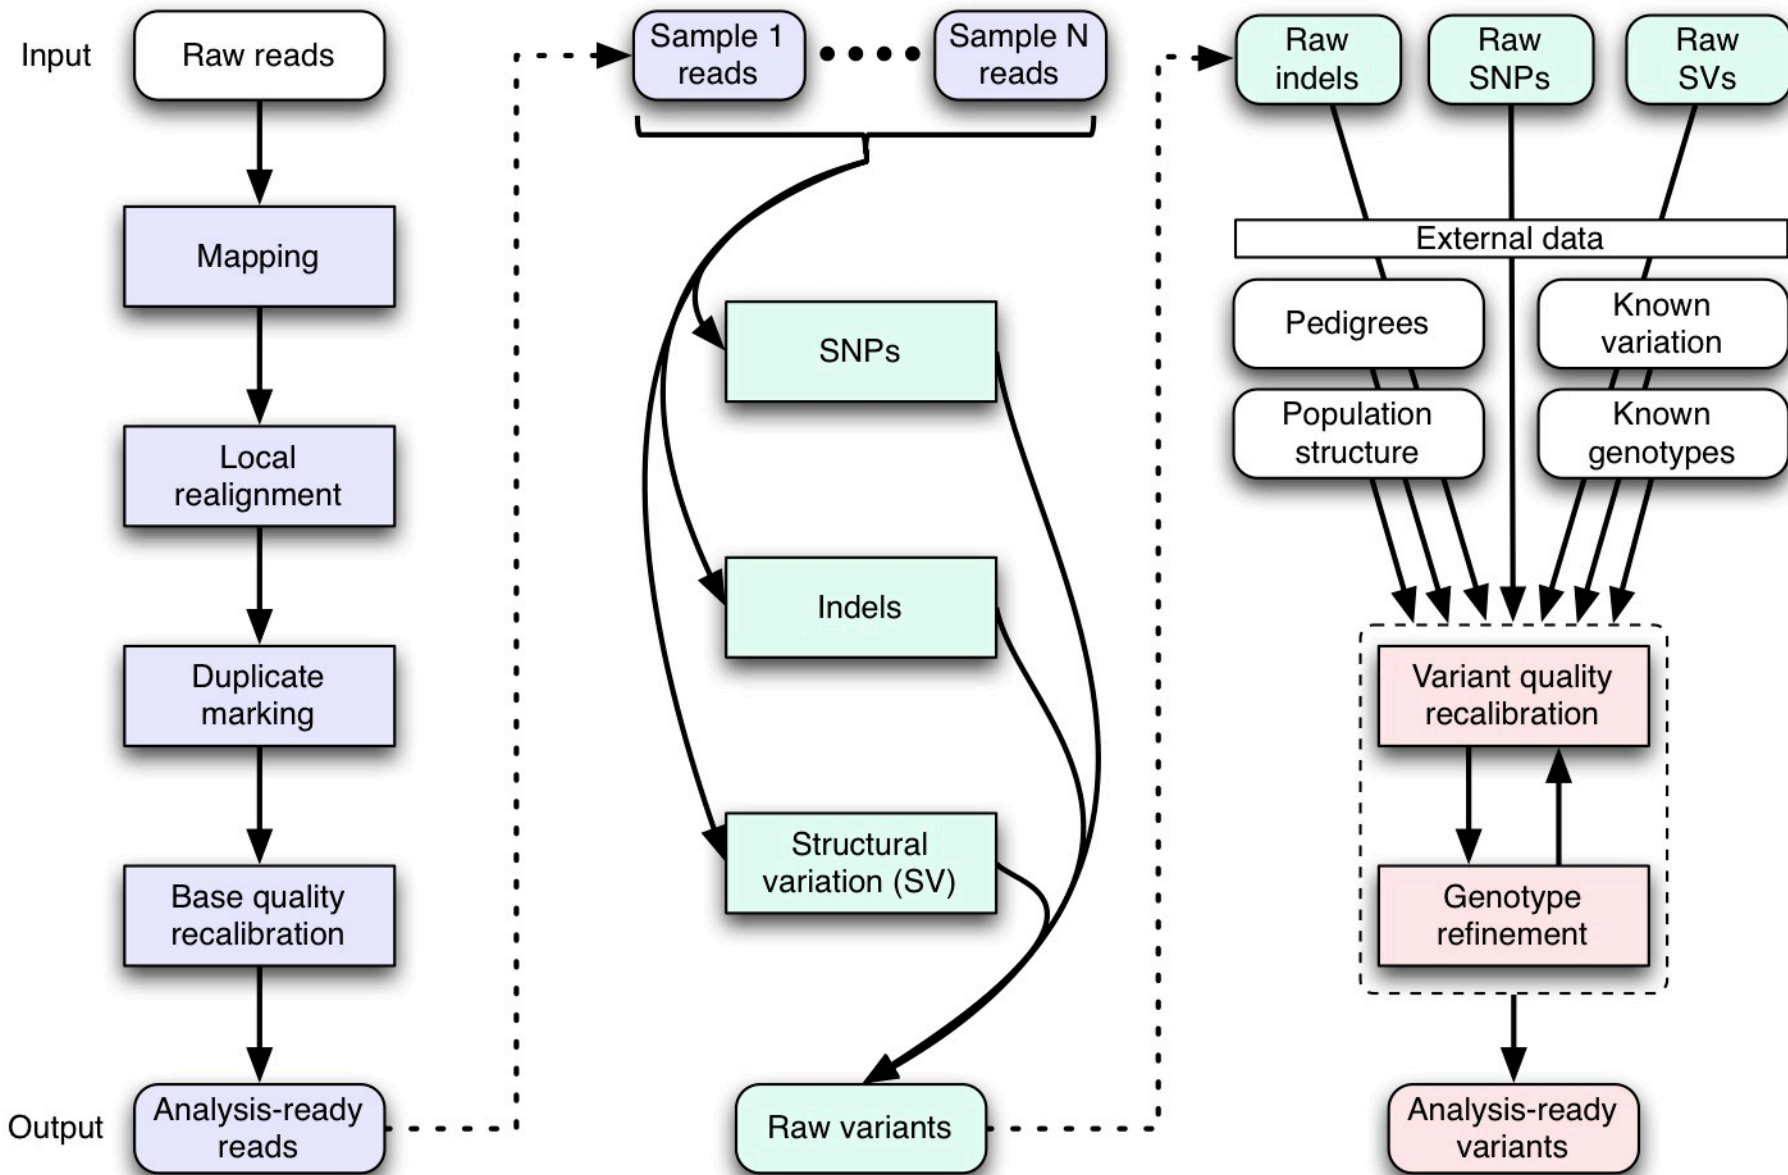 Input
Raw reads
Mapping
Local
realignment
Duplicate
marking
Base quality
recalibration
Output
Analysis-ready
reads
Sample 1
reads
Sample N
reads
SNPs
Indels
Structural
variation (SV)
Raw variants
Raw
indels
Raw
SNPs
Raw
SVs
External data
Pedigrees
Known
variation
Population
structure
Known
genotypes
Variant quality
recalibration
Genotype
refinement
Analysis-ready
variants